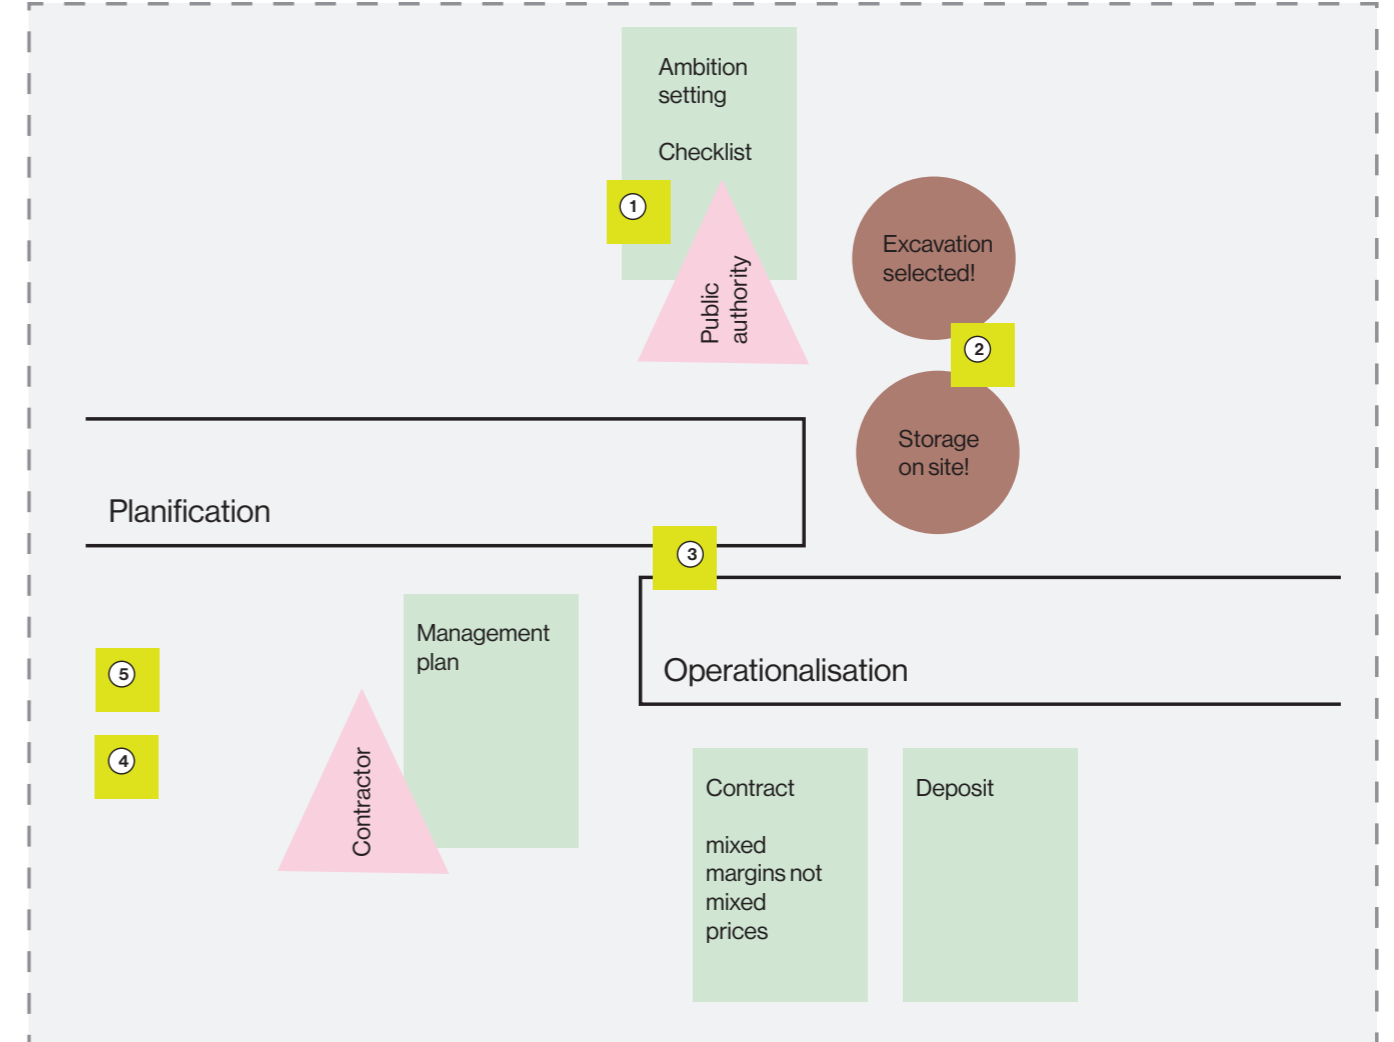 Ambition
setting
Checklist
1
Public
authority
Excavation
selected!
2
Storage
on site!
Planification
3
Operationalisation
Management
plan
5
4
Contractor
Contract
mixed
margins not
mixed
prices
Deposit